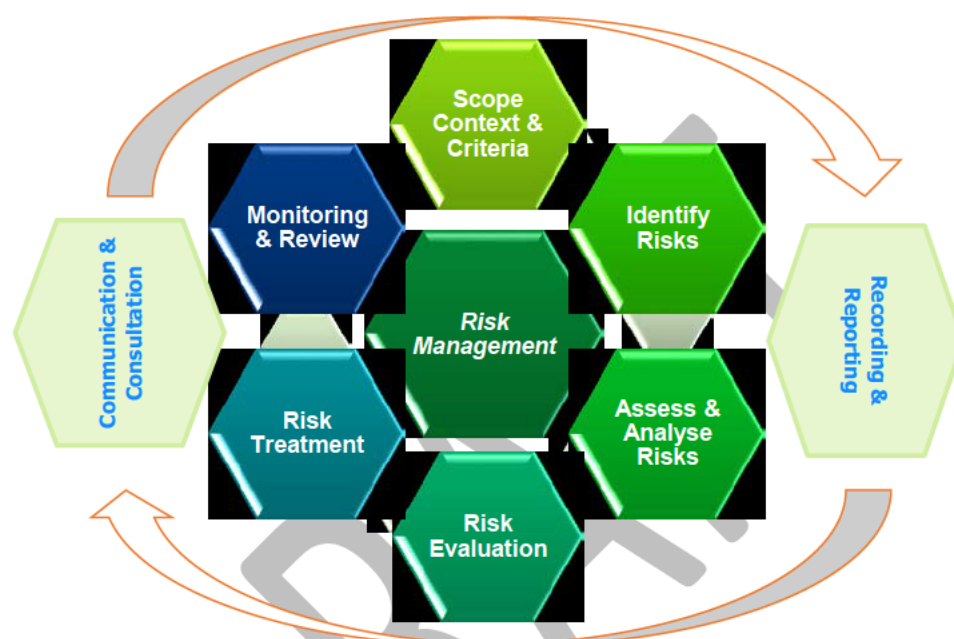 Scope
Context &
Criteria
Identify
Risks
Assess &
Analyse
Risks
Risk
Evaluation
Risk
Treatment
Monitoring
& Review
Risk
Management
Communication &
Consultation
Recording &
Reporting